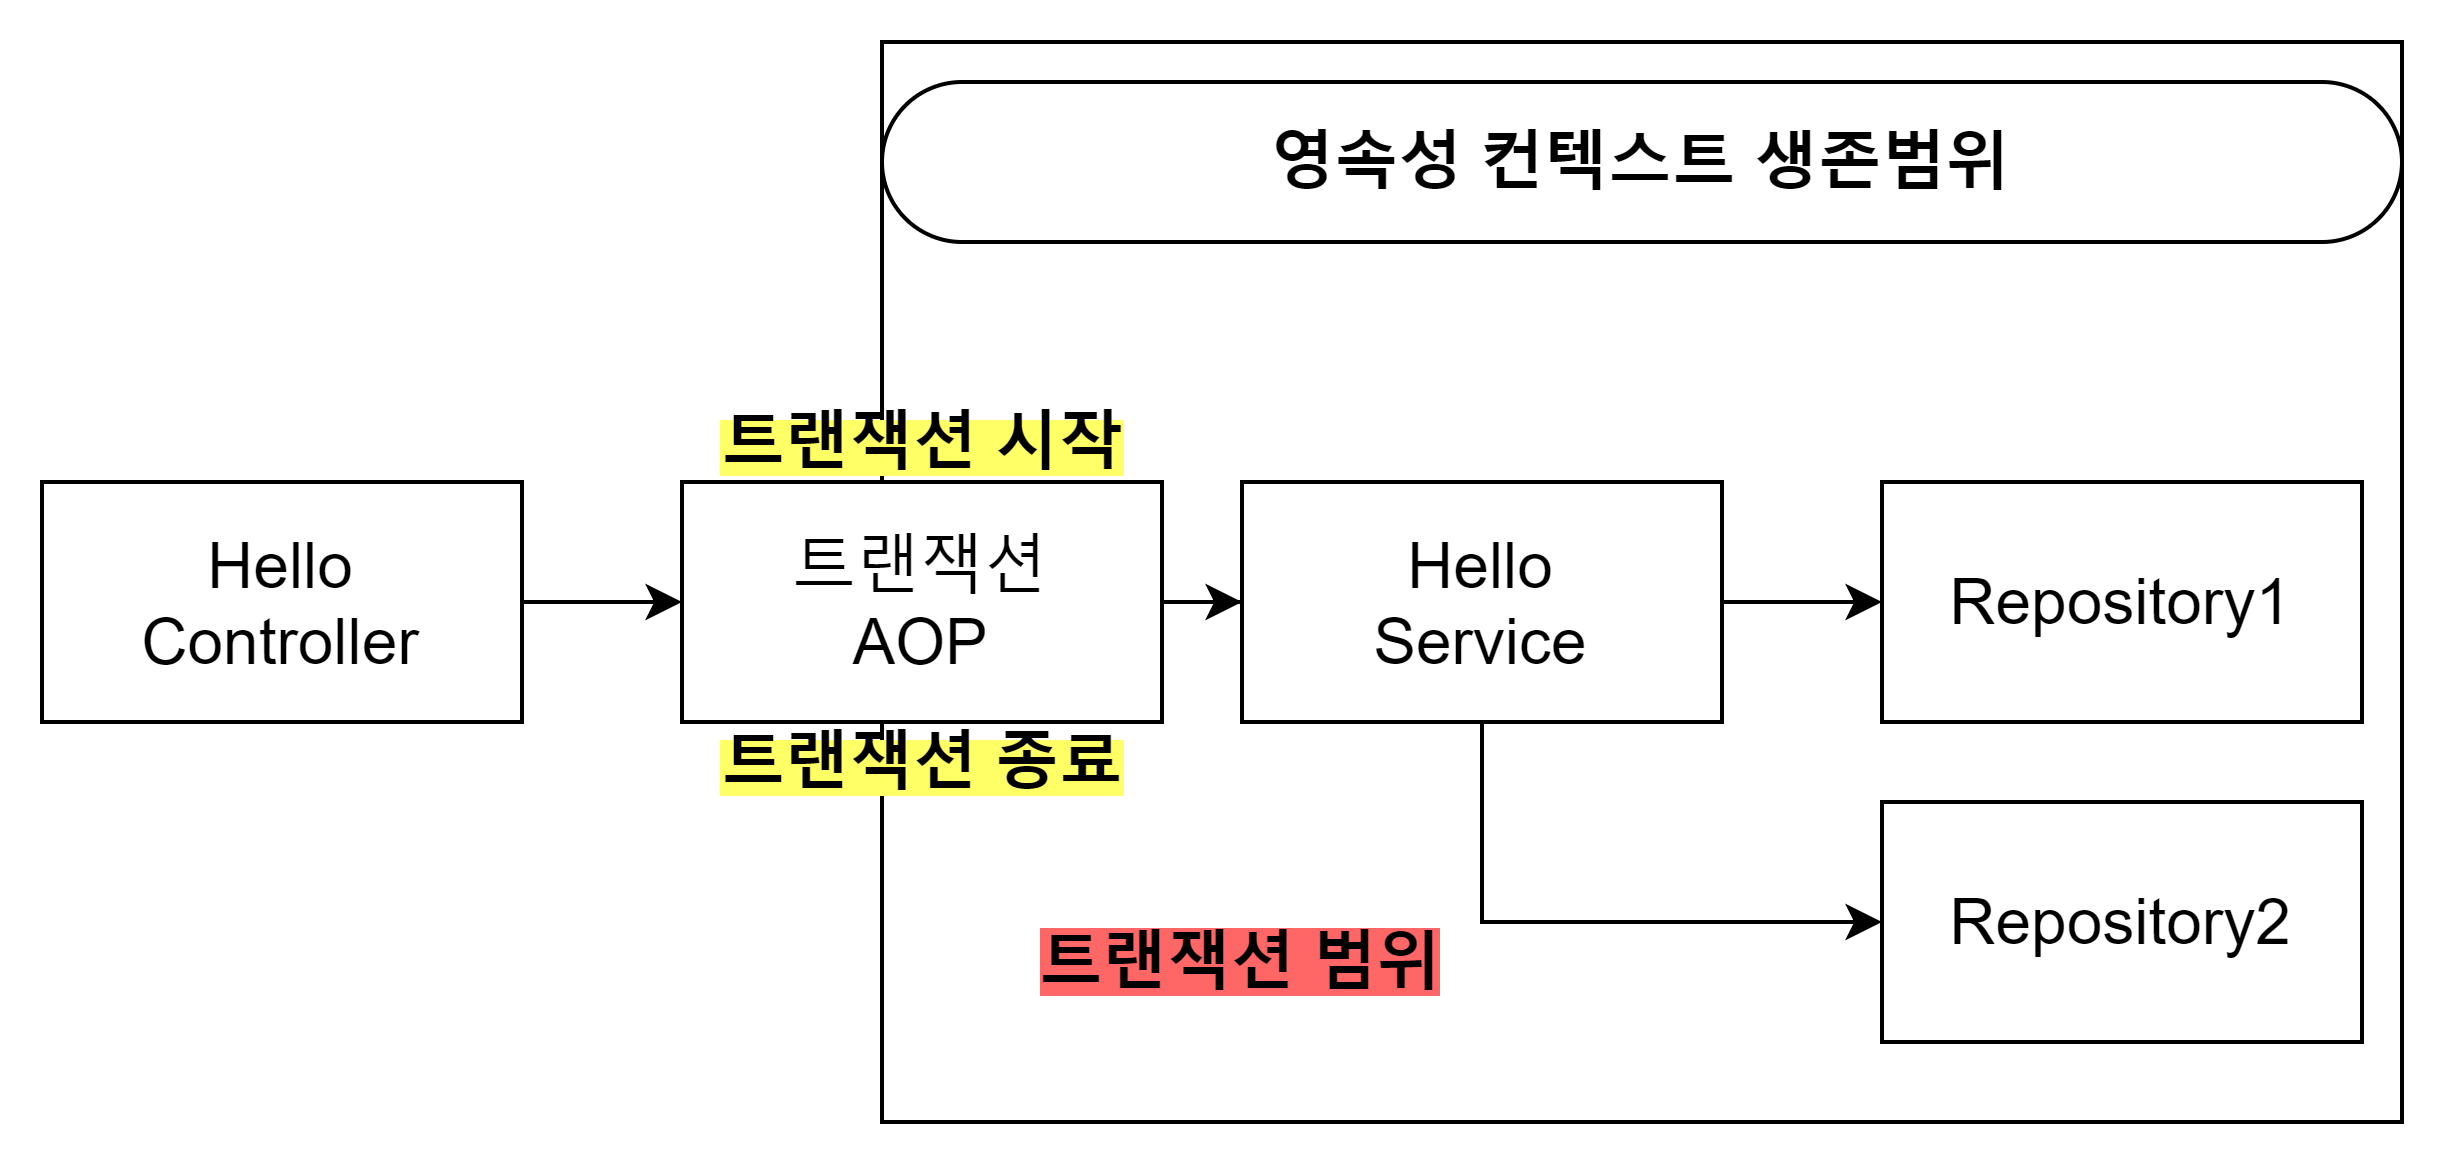 영속성 컨텍스트 생존범위
트랜잭션 시작
Hello
Controller
트랜잭션
AOP
Hello
Service
Repository1
트랜잭션 종료
Repository2
트랜잭션 범위